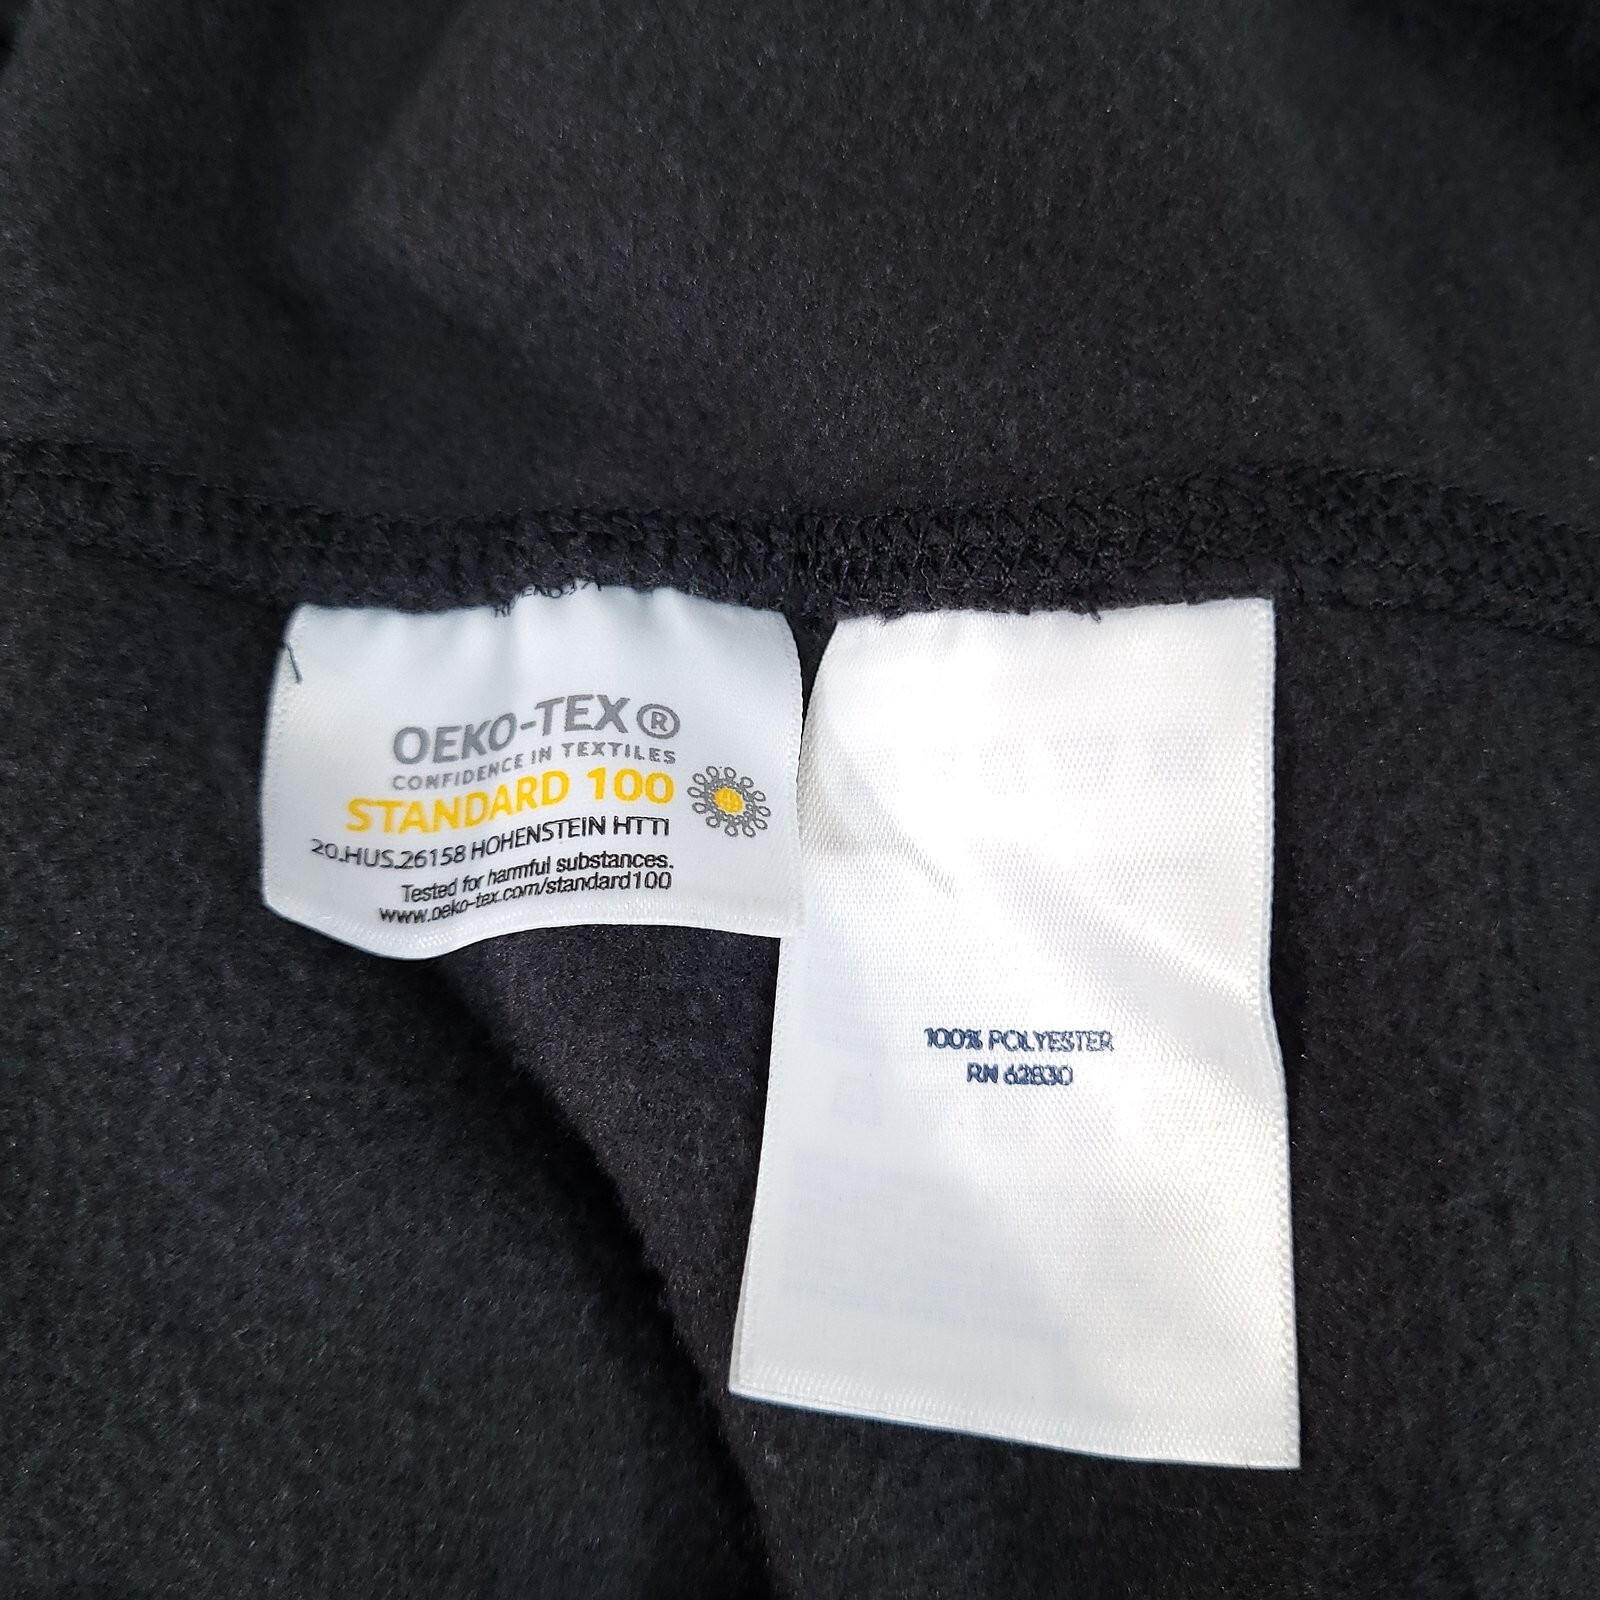 OEKO-TEX®
CONFIDENCE IN TEXTILES
STANDARD 100
20.HUS.26158 HOHENSTEIN HTTI
Tested for harmful substances.
www.oeko-tex.com/standard100
100% POLYESTER
RN 62830